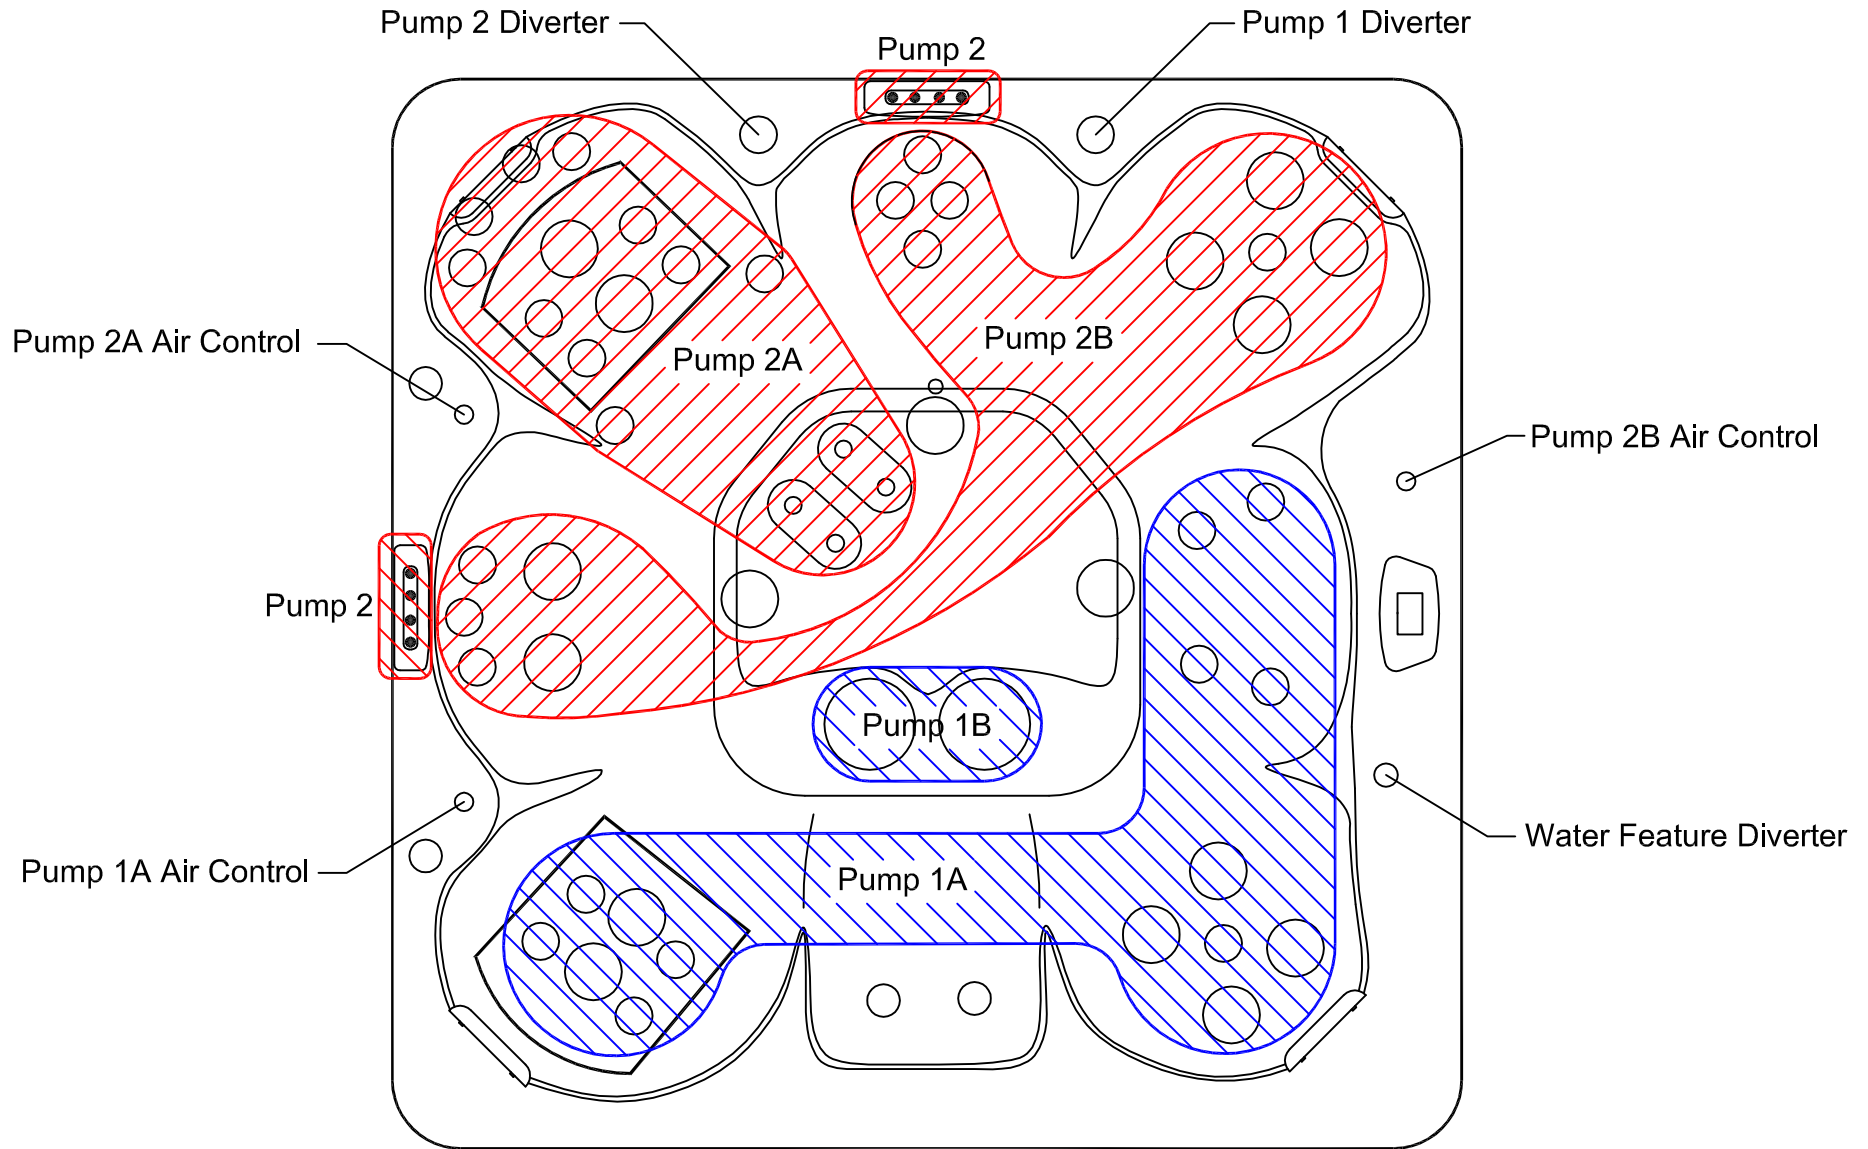 Pump 2 Diverter
Pump 1 Diverter
Pump 2
Pump 2A Air Control
Pump 2B
Pump 2A
Pump 2B Air Control
Pump 2
Pump 1B
Water Feature Diverter
Pump 1A Air Control
Pump 1A